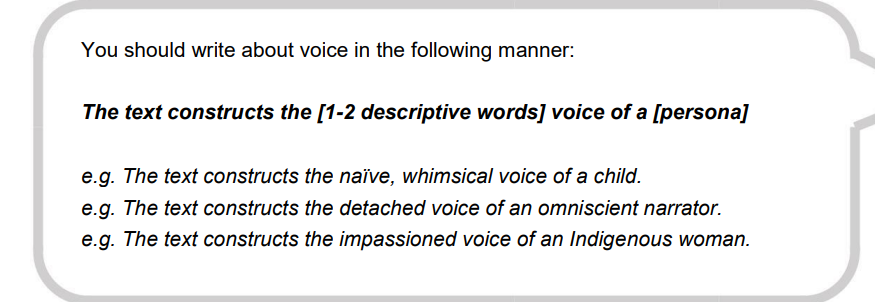 You should write about voice in the following manner:
The text constructs the [1-2 descriptive words] voice of a [persona]
e.g. The text constructs the naïve, whimsical voice of a child.
e.g. The text constructs the detached voice of an omniscient narrator.
e.g. The text constructs the impassioned voice of an Indigenous woman.